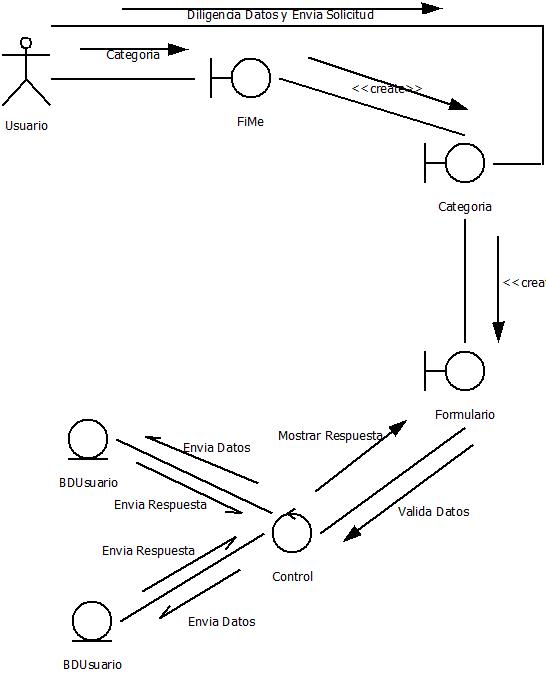 Diligencia Datos y Envia Solicitud
Categoria
Usuario
<<create>>
FiMe
Categoria
<<creat
Formulario
Mostrar Respuesta
Envia Datos
BDUsuario
Envia Respuesta
Valida Datos
Envia Respuesta
Control
Envia Datos
BDUsuario